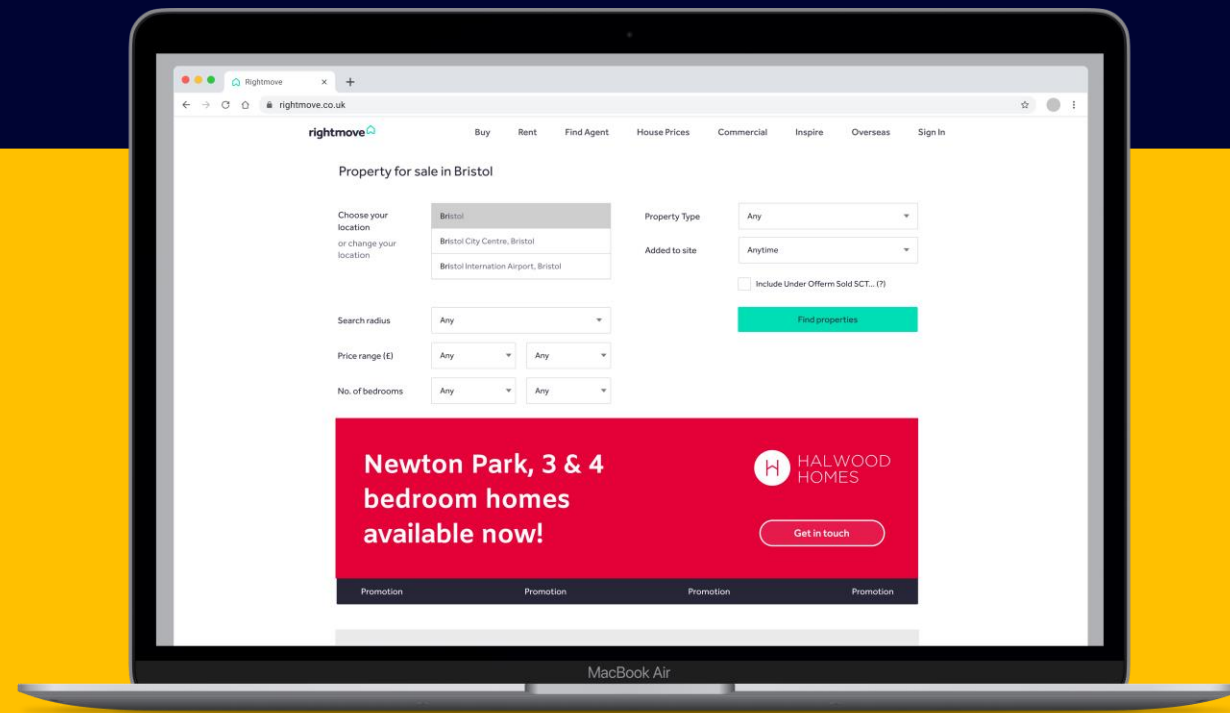 Rightmove
rightmove.co.uk
rightmove
Buy Rent Find Agent House Prices Commercial Inspire Overseas Sign In
Property for sale in Bristol
Choose your
location
or change your
location
Bristol
Bristol City Centre, Bristol
Bristol Internation Airport, Bristol
Search radius
Any
Price range (£)
Any Any
No. of bedrooms
Any Any
Property Type
Any
Added to site
Anytime
Include Under Offerm Sold SCT... (?)
Find properties
Newton Park, 3 & 4
bedroom homes
available now!
H HALWOOD
HOMES
Get in touch
Promotion Promotion Promotion Promotion
MacBook Air